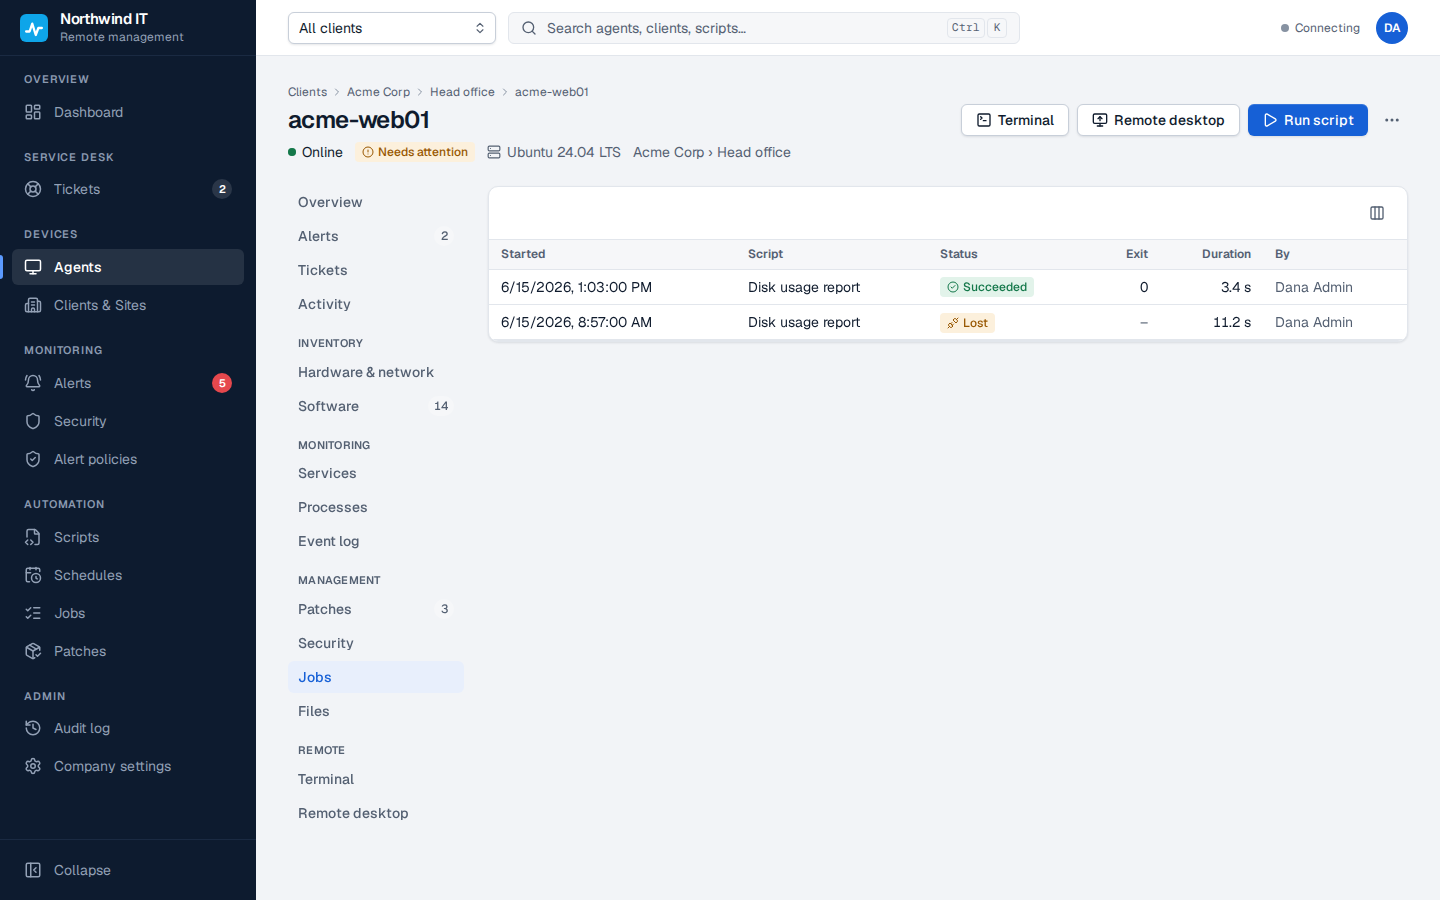 Northwind IT
Remote management
OVERVIEW
Dashboard
SERVICE DESK
Tickets 2
DEVICES
Agents
Clients & Sites
MONITORING
Alerts 5
Security
Alert policies
AUTOMATION
Scripts
Schedules
Jobs
Patches
ADMIN
Audit log
Company settings
Collapse
All clients
Search agents, clients, scripts... Ctrl K
Connecting
DA
Clients > Acme Corp > Head office > acme-web01
acme-web01
Terminal
Remote desktop
Run script
Online Needs attention Ubuntu 24.04 LTS Acme Corp › Head office
Overview
Alerts 2
Tickets
Activity
INVENTORY
Hardware & network
Software 14
MONITORING
Services
Processes
Event log
MANAGEMENT
Patches 3
Security
Jobs
Files
REMOTE
Terminal
Remote desktop
Started Script Status Exit Duration By
6/15/2026, 1:03:00 PM Disk usage report Succeeded 0 3.4 s Dana Admin
6/15/2026, 8:57:00 AM Disk usage report Lost – 11.2 s Dana Admin